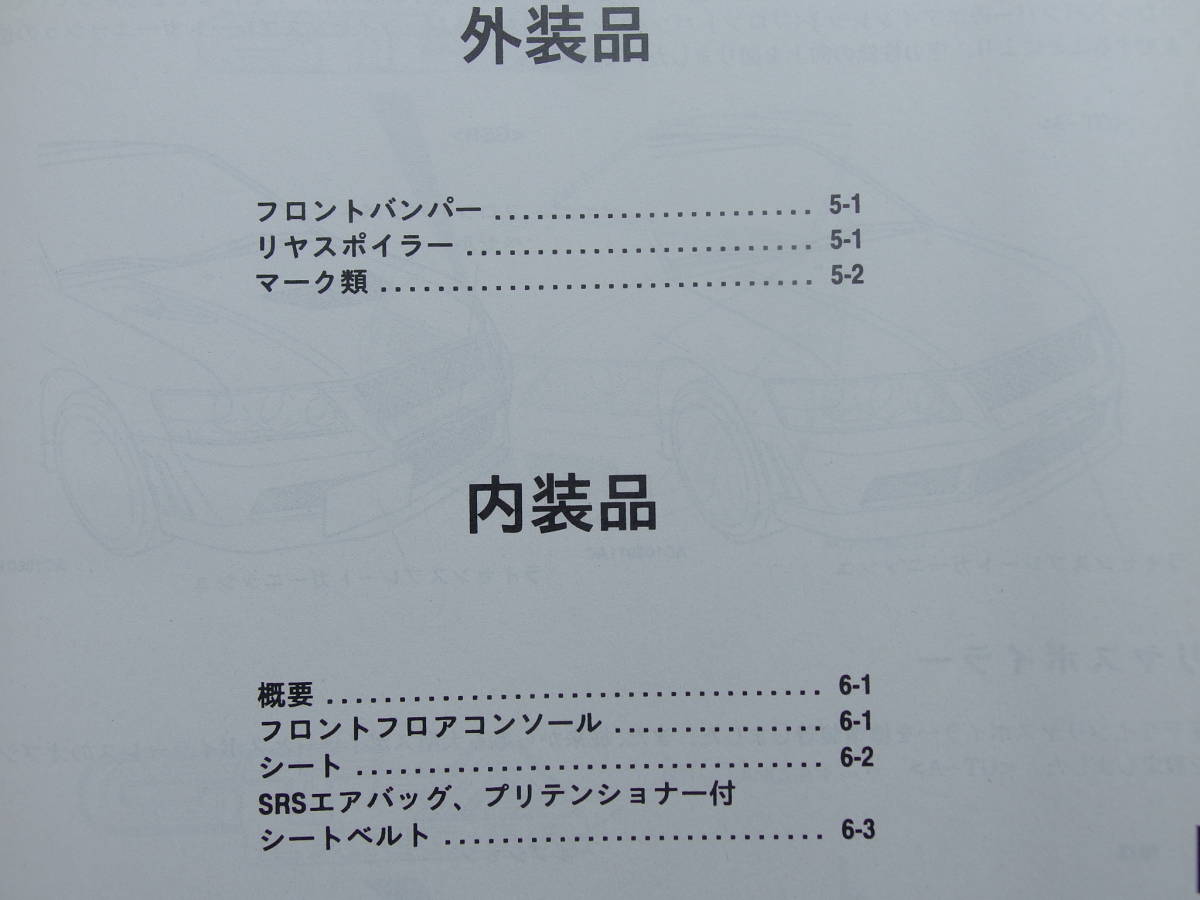 外装品
フロントバンパー ........................ 5-1
リヤスポイラー .......................... 5-1
マーク類 ................................ 5-2
内装品
概要 .................................... 6-1
フロントフロアコンソール ................ 6-1
シート .................................. 6-2
SRSエアバッグ、プリテンショナー付
シートベルト ............................ 6-3